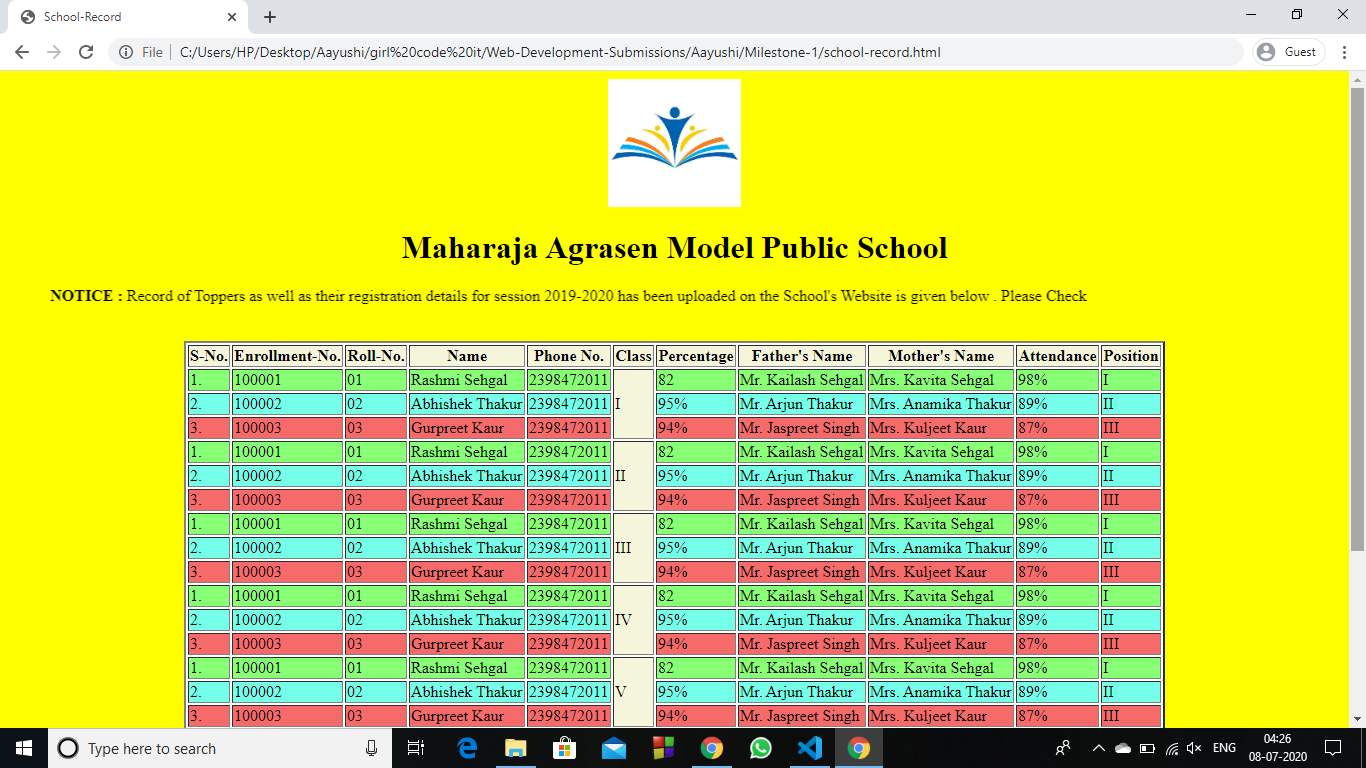 School-Record
File C:/Users/HP/Desktop/Aayushi/girl%20code%20it/Web-Development-Submissions/Aayushi/Milestone-1/school-record.html Guest
Maharaja Agrasen Model Public School
NOTICE : Record of Toppers as well as their registration details for session 2019-2020 has been uploaded on the School's Website is given below . Please Check
S-No. Enrollment-No. Roll-No. Name Phone No. Class Percentage Father's Name Mother's Name Attendance Position
1. 100001 01 Rashmi Sehgal 2398472011 82 Mr. Kailash Sehgal Mrs. Kavita Sehgal 98% I
2. 100002 02 Abhishek Thakur 2398472011 I 95% Mr. Arjun Thakur Mrs. Anamika Thakur 89% II
3. 100003 03 Gurpreet Kaur 2398472011 94% Mr. Jaspreet Singh Mrs. Kuljeet Kaur 87% III
1. 100001 01 Rashmi Sehgal 2398472011 82 Mr. Kailash Sehgal Mrs. Kavita Sehgal 98% I
2. 100002 02 Abhishek Thakur 2398472011 II 95% Mr. Arjun Thakur Mrs. Anamika Thakur 89% II
3. 100003 03 Gurpreet Kaur 2398472011 94% Mr. Jaspreet Singh Mrs. Kuljeet Kaur 87% III
1. 100001 01 Rashmi Sehgal 2398472011 82 Mr. Kailash Sehgal Mrs. Kavita Sehgal 98% I
2. 100002 02 Abhishek Thakur 2398472011 III 95% Mr. Arjun Thakur Mrs. Anamika Thakur 89% II
3. 100003 03 Gurpreet Kaur 2398472011 94% Mr. Jaspreet Singh Mrs. Kuljeet Kaur 87% III
1. 100001 01 Rashmi Sehgal 2398472011 82 Mr. Kailash Sehgal Mrs. Kavita Sehgal 98% I
2. 100002 02 Abhishek Thakur 2398472011 IV 95% Mr. Arjun Thakur Mrs. Anamika Thakur 89% II
3. 100003 03 Gurpreet Kaur 2398472011 94% Mr. Jaspreet Singh Mrs. Kuljeet Kaur 87% III
1. 100001 01 Rashmi Sehgal 2398472011 82 Mr. Kailash Sehgal Mrs. Kavita Sehgal 98% I
2. 100002 02 Abhishek Thakur 2398472011 V 95% Mr. Arjun Thakur Mrs. Anamika Thakur 89% II
3. 100003 03 Gurpreet Kaur 2398472011 94% Mr. Jaspreet Singh Mrs. Kuljeet Kaur 87% III
Type here to search ENG 04:26
08-07-2020